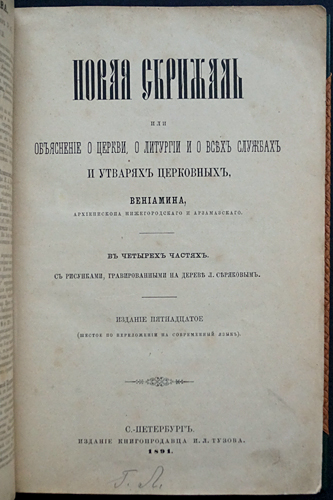 НОВАЯ СКРИЖАЛЬ
ИЛИ
ОБЪЯСНЕНІЕ О ЦЕРКВИ, О ЛИТУРГІИ И О ВСѢХЪ СЛУЖБАХЪ
И УТВАРЯХЪ ЦЕРКОВНЫХЪ,
ВЕНІАМИНА,
АРХІЕПИСКОПА НИЖЕГОРОДСКАГО И АРЗАМАССКАГО.
ВЪ ЧЕТЫРЕХЪ ЧАСТЯХЪ.
СЪ РИСУНКАМИ, ГРАВИРОВАННЫМИ НА ДЕРЕВѢ Л. СѢРЯКОВЫМЪ.
ИЗДАНІЕ ПЯТНАДЦАТОЕ
(ШЕСТОЕ ПО ПЕРЕЛОЖЕНІИ НА СОВРЕМЕННЫЙ ЯЗЫКЪ).
С.-ПЕТЕРБУРГЪ.
ИЗДАНІЕ КНИГОПРОДАВЦА И. Л. ТУЗОВА.
1891.
Г. Л.